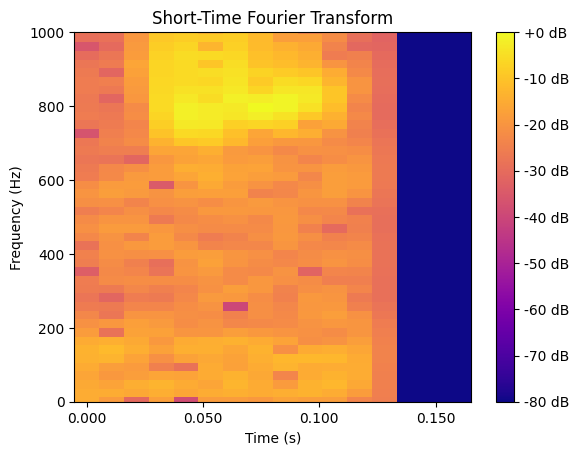 Short-Time Fourier Transform
1000
800
600
400
200
0
Frequency (Hz)
0.000
0.050
0.100
0.150
Time (s)
+0 dB
-10 dB
-20 dB
-30 dB
-40 dB
-50 dB
-60 dB
-70 dB
-80 dB